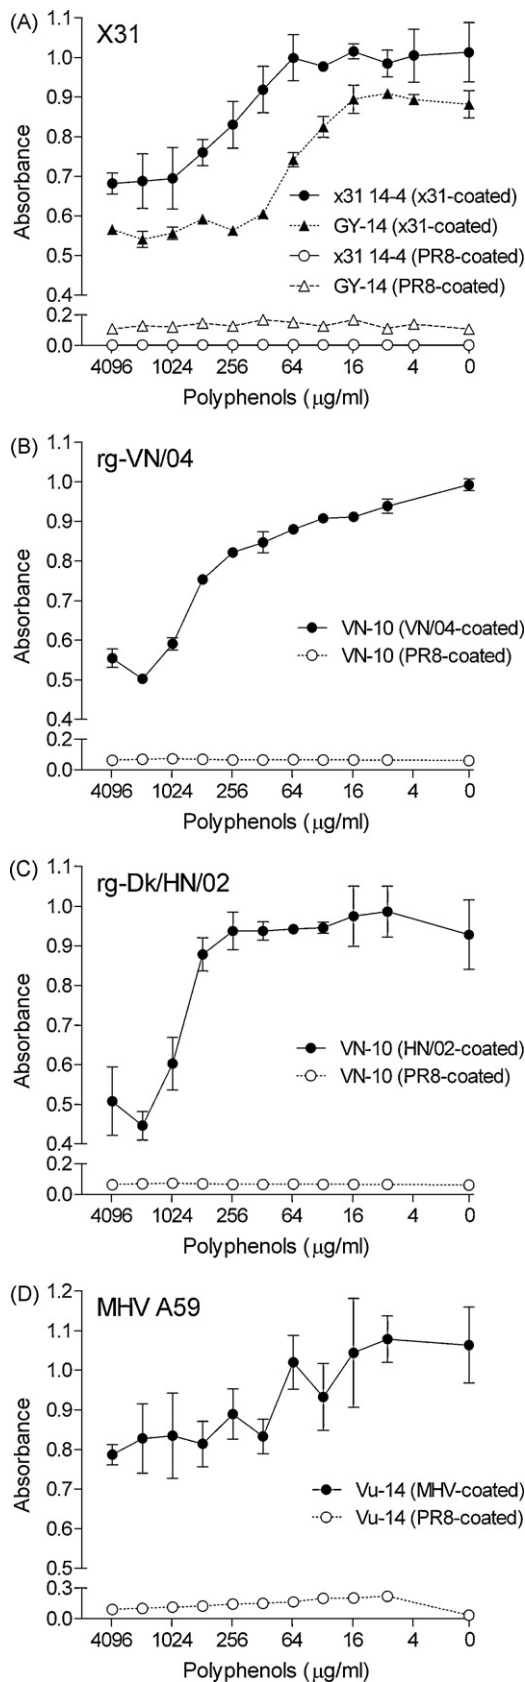 (A) X31
1.1
1.0
0.9
0.8
0.7
0.6
0.5
0.4
0.2
0.0
Absorbance
x31 14-4 (x31-coated)
GY-14 (x31-coated)
x31 14-4 (PR8-coated)
GY-14 (PR8-coated)
4096 1024 256 64 16 4 0
Polyphenols (μg/ml)
(B) rg-VN/04
1.1
1.0
0.9
0.8
0.7
0.6
0.5
0.4
0.2
0.0
Absorbance
VN-10 (VN/04-coated)
VN-10 (PR8-coated)
4096 1024 256 64 16 4 0
Polyphenols (μg/ml)
(C) rg-Dk/HN/02
1.1
1.0
0.9
0.8
0.7
0.6
0.5
0.4
0.2
0.0
Absorbance
VN-10 (HN/02-coated)
VN-10 (PR8-coated)
4096 1024 256 64 16 4 0
Polyphenols (μg/ml)
(D) MHV A59
1.2
1.1
1.0
0.9
0.8
0.7
0.6
0.5
0.3
0.0
Absorbance
Vu-14 (MHV-coated)
Vu-14 (PR8-coated)
4096 1024 256 64 16 4 0
Polyphenols (μg/ml)